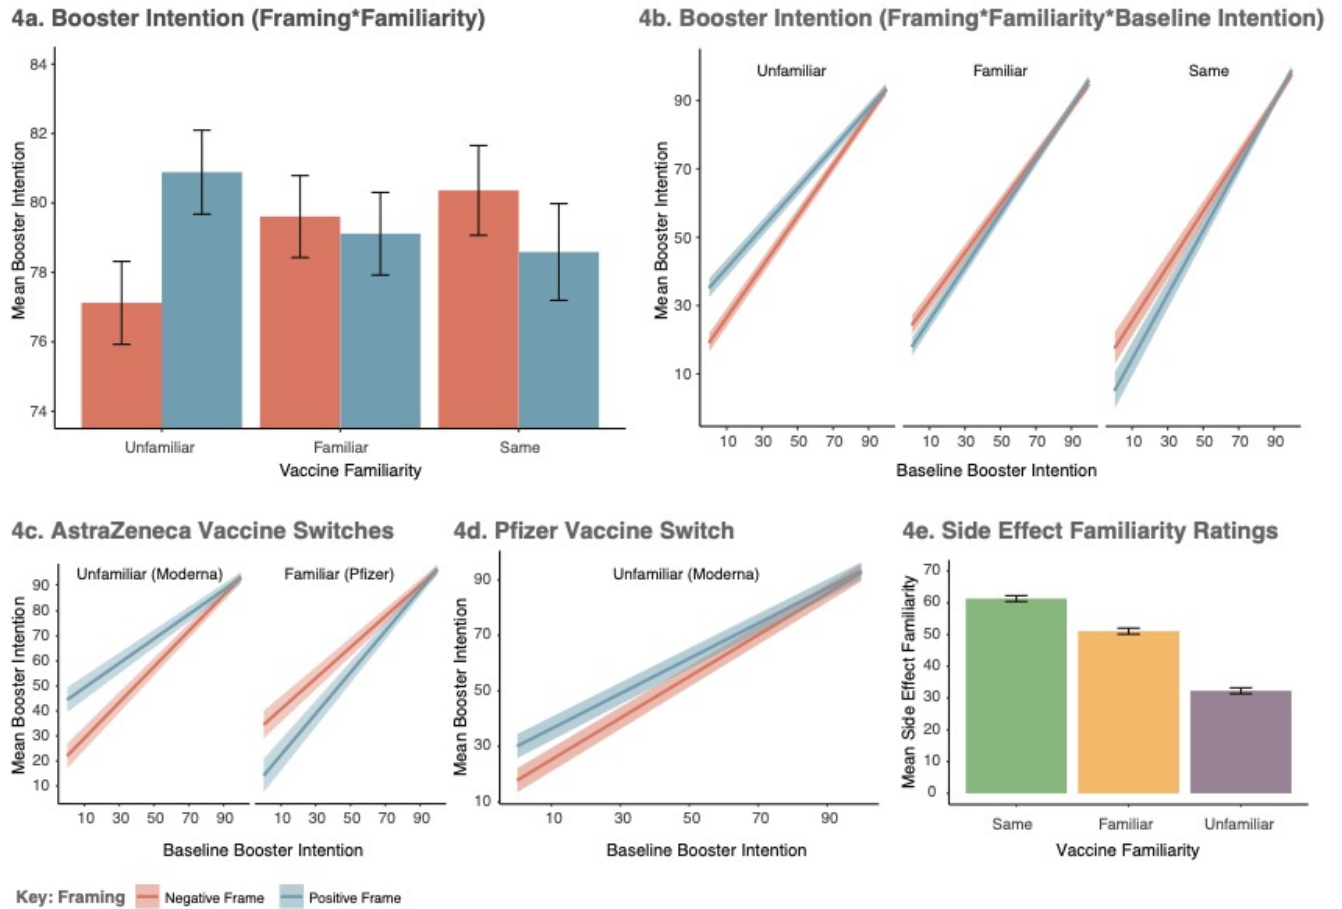 4a. Booster Intention (Framing*Familiarity)
84
82
80
78
76
74
Mean Booster Intention
Unfamiliar
Familiar
Same
Vaccine Familiarity
4b. Booster Intention (Framing*Familiarity*Baseline Intention)
Unfamiliar
Familiar
Same
90
70
50
30
10
Mean Booster Intention
10 30 50 70 90
10 30 50 70 90
10 30 50 70 90
Baseline Booster Intention
4c. AstraZeneca Vaccine Switches
Unfamiliar (Moderna)
Familiar (Pfizer)
90
80
70
60
50
40
30
20
10
Mean Booster Intention
10 30 50 70 90
10 30 50 70 90
Baseline Booster Intention
4d. Pfizer Vaccine Switch
Unfamiliar (Moderna)
90
70
50
30
10
Mean Booster Intention
10 30 50 70 90
Baseline Booster Intention
4e. Side Effect Familiarity Ratings
70
60
50
40
30
20
10
0
Mean Side Effect Familiarity
Same
Familiar
Unfamiliar
Vaccine Familiarity
Key: Framing Negative Frame Positive Frame